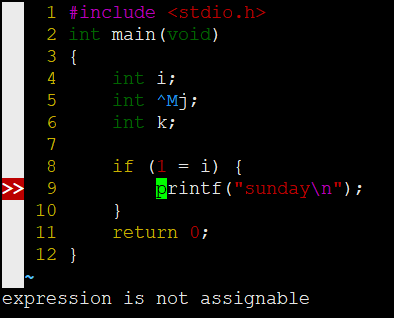 1 #include <stdio.h>
2 int main(void)
3 {
4     int i;
5     int ^Mj;
6     int k;
7
8     if (1 = i) {
>> 9         printf("sunday\n");
10     }
11     return 0;
12 }
~
expression is not assignable